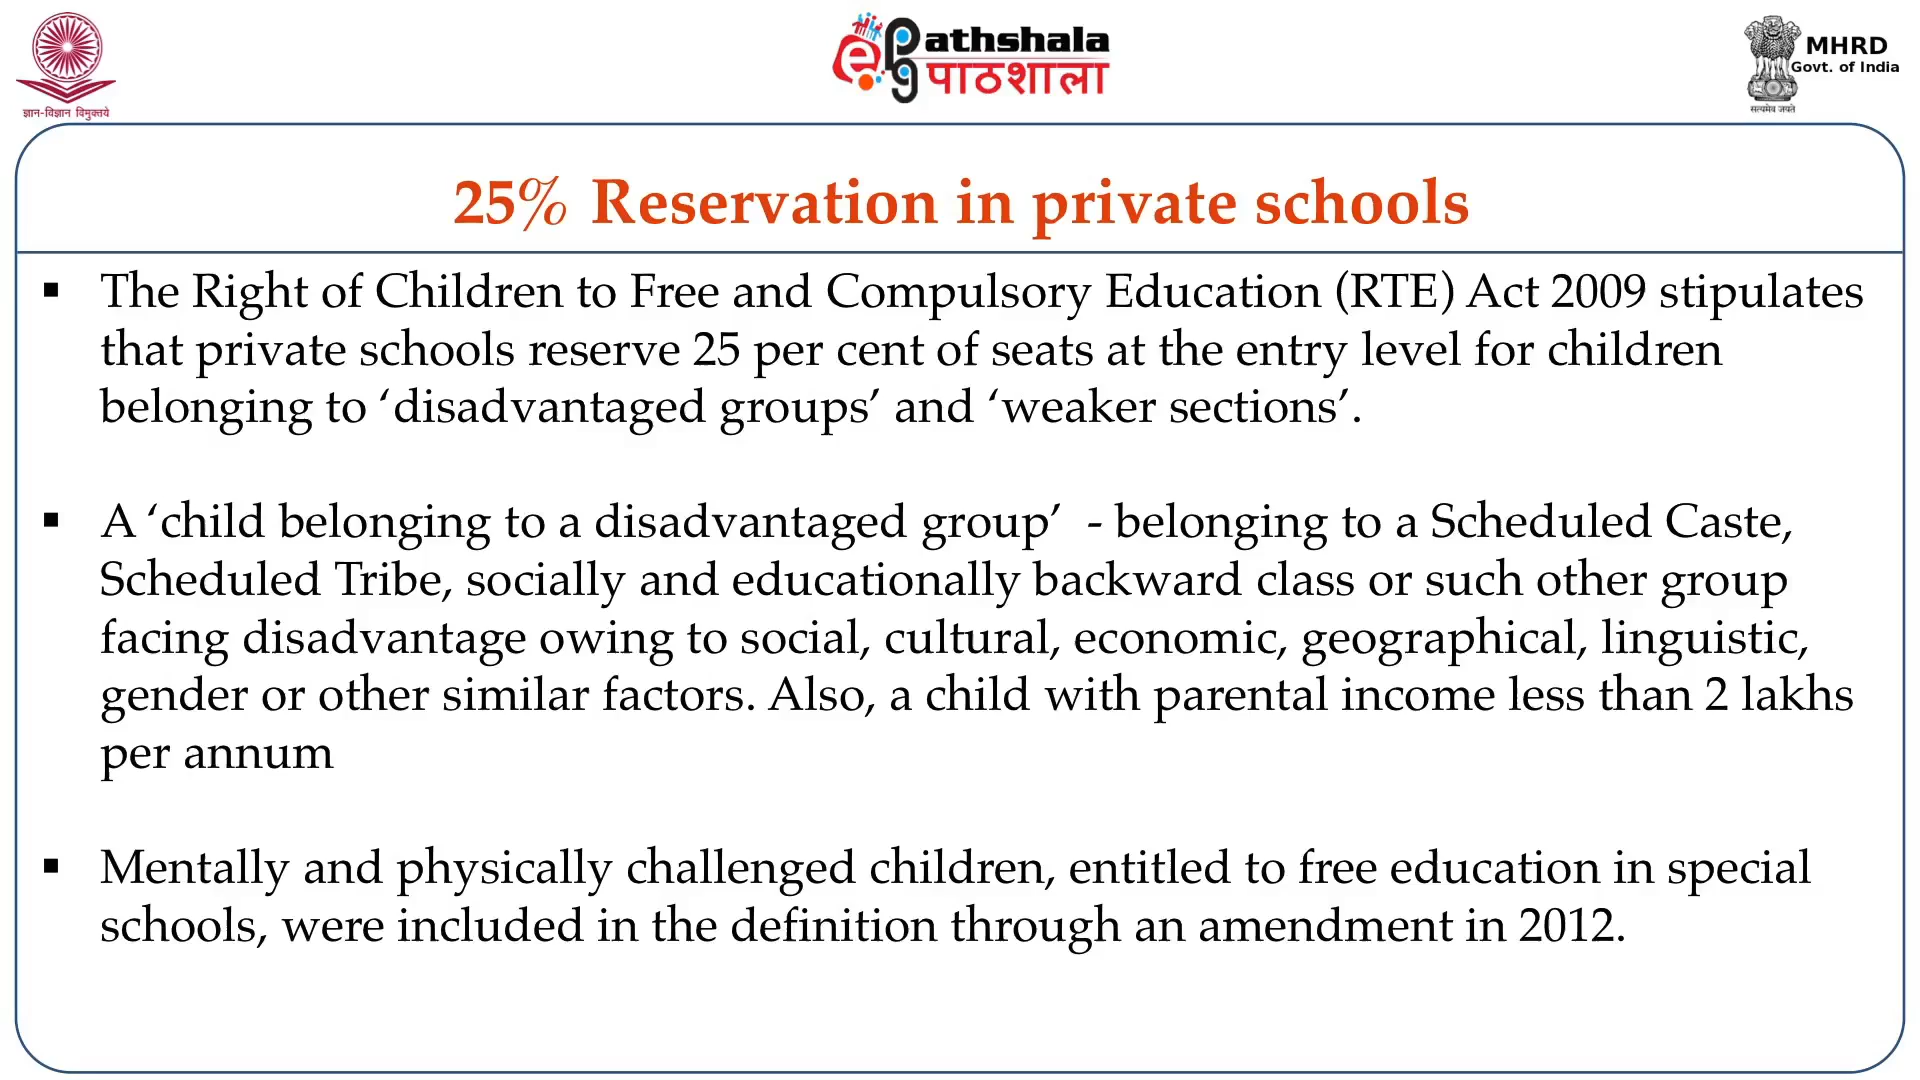 ज्ञान-विज्ञान विमुक्तये
e Pg athshala
पाठशाला
MHRD
Govt. of India
सत्यमेव जयते
25% Reservation in private schools
▪ The Right of Children to Free and Compulsory Education (RTE) Act 2009 stipulates
that private schools reserve 25 per cent of seats at the entry level for children
belonging to ‘disadvantaged groups’ and ‘weaker sections’.
▪ A ‘child belonging to a disadvantaged group’ - belonging to a Scheduled Caste,
Scheduled Tribe, socially and educationally backward class or such other group
facing disadvantage owing to social, cultural, economic, geographical, linguistic,
gender or other similar factors. Also, a child with parental income less than 2 lakhs
per annum
▪ Mentally and physically challenged children, entitled to free education in special
schools, were included in the definition through an amendment in 2012.